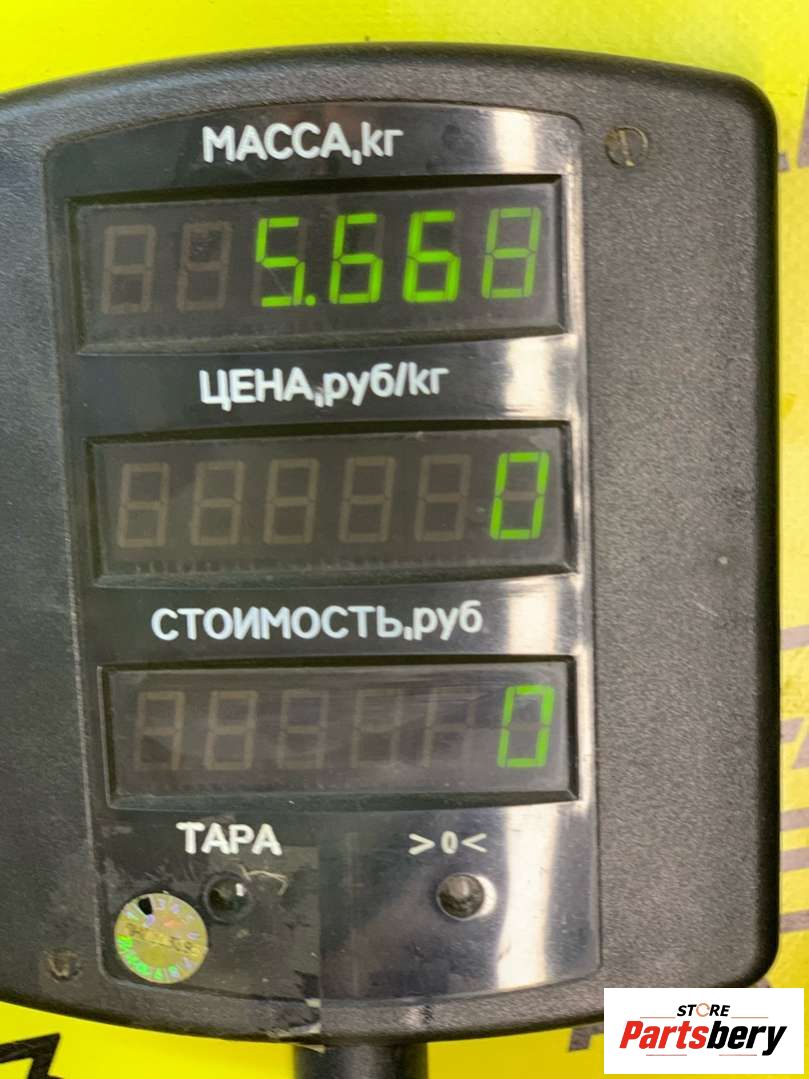 МАССА,кг
5.668
ЦЕНА,руб/кг
0
СТОИМОСТЬ,руб
0
ТАРА >0<
STORE
Partsbery